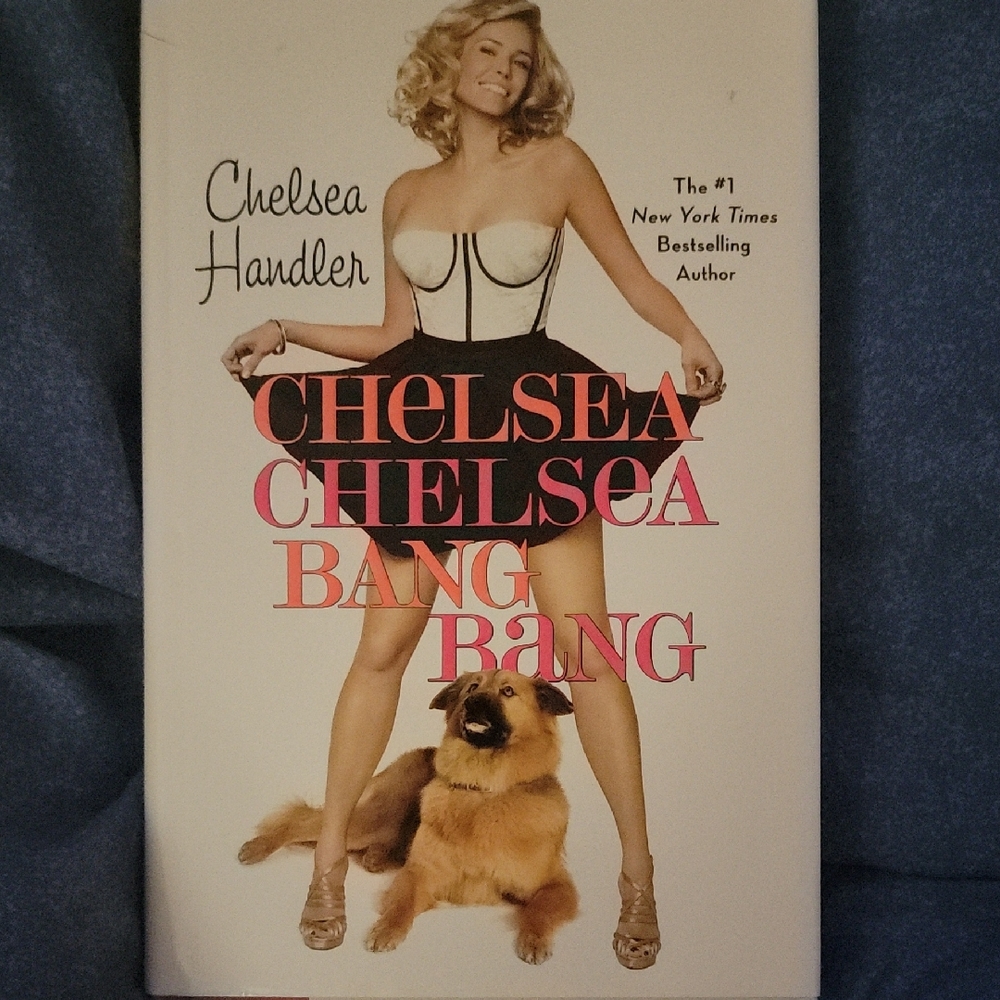 Chelsea
Handler
The #1
New York Times
Bestselling
Author
CHeLSEA
CHELSeA
BANG
BaNG